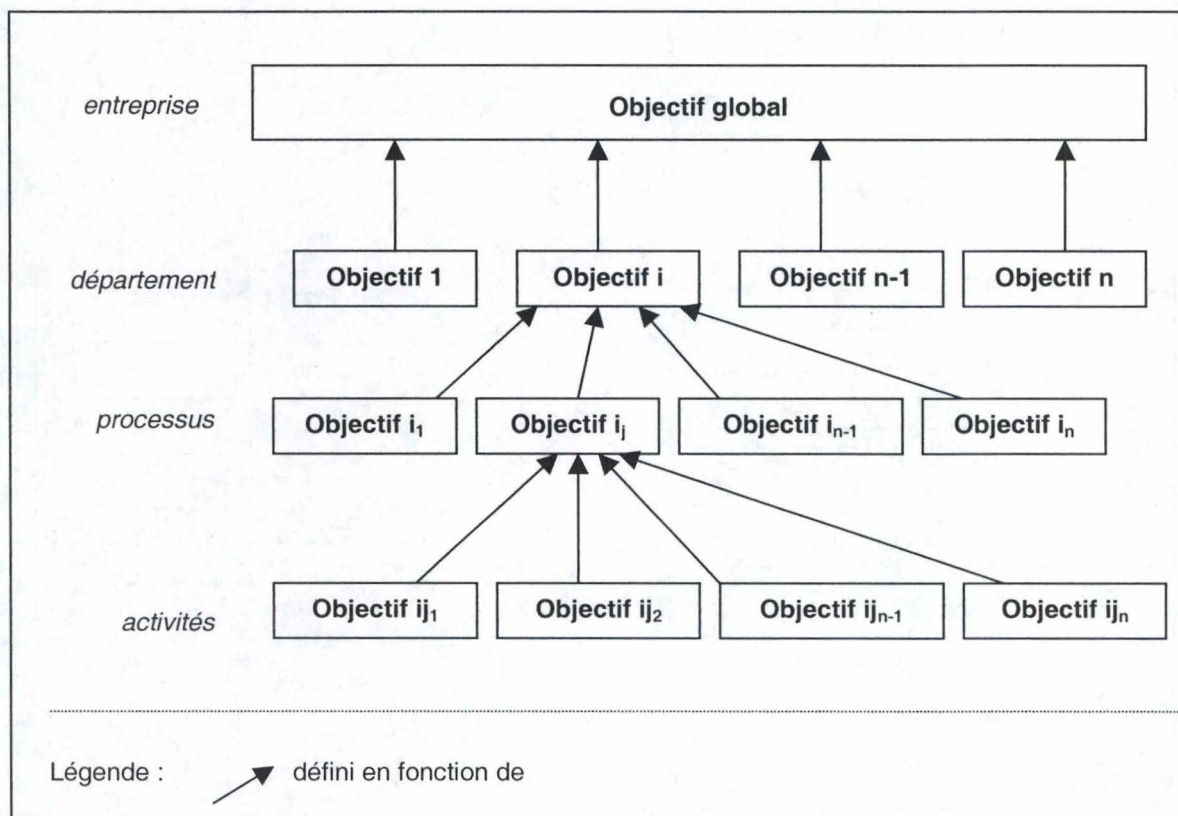 entreprise Objectif global
département Objectif 1 Objectif i Objectif n-1 Objectif n
processus Objectif i₁ Objectif iⱼ Objectif iₙ₋₁ Objectif iₙ
activités Objectif ij₁ Objectif ij₂ Objectif ijₙ₋₁ Objectif ijₙ
Légende : défini en fonction de